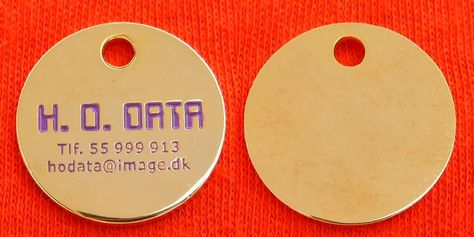 H. O. DATA
Tlf. 55 999 913
hodata@image.dk